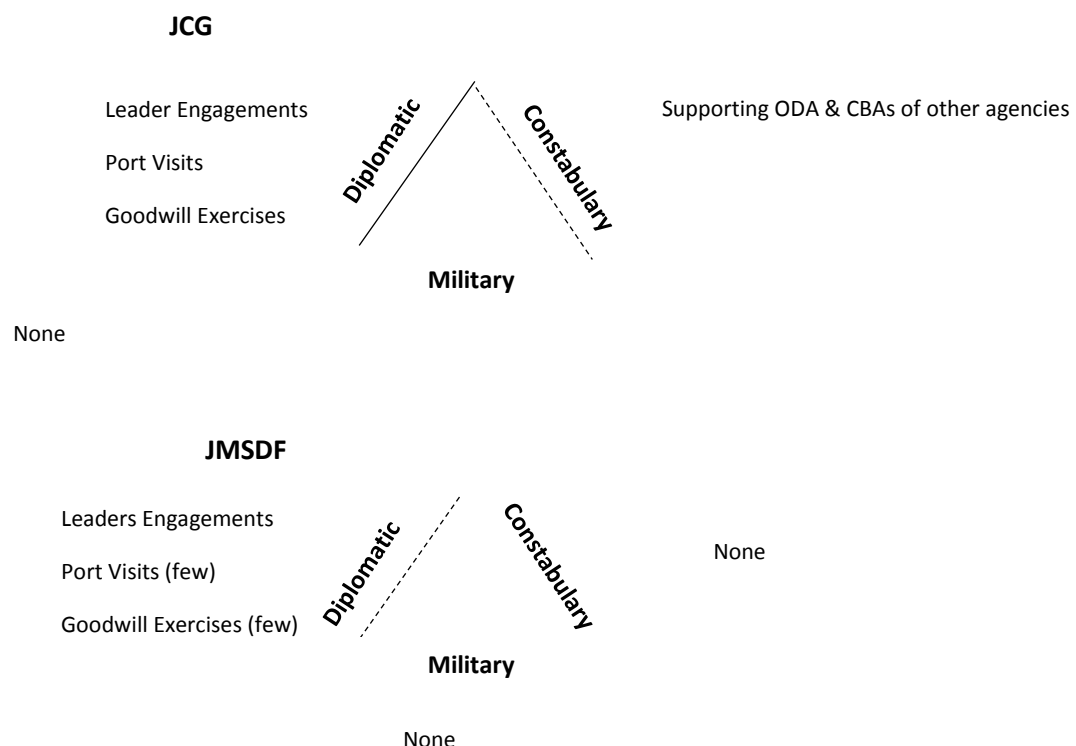 JCG
Leader Engagements
Port Visits
Goodwill Exercises
Diplomatic
Constabulary
Supporting ODA & CBAs of other agencies
Military
None
JMSDF
Leaders Engagements
Port Visits (few)
Goodwill Exercises (few)
Diplomatic
Constabulary
None
Military
None